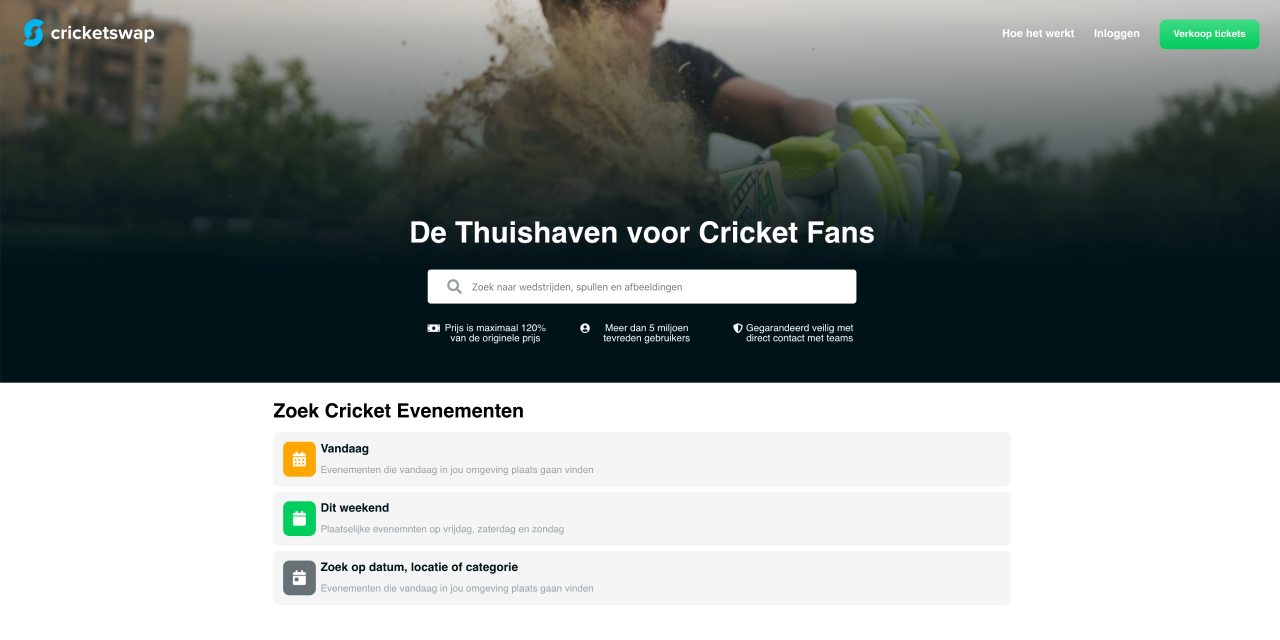 cricketswap
Hoe het werkt
Inloggen
Verkoop tickets
De Thuishaven voor Cricket Fans
Zoek naar wedstrijden, spullen en afbeeldingen
Prijs is maximaal 120%
van de originele prijs
Meer dan 5 miljoen
tevreden gebruikers
Gegarandeerd veilig met
direct contact met teams
Zoek Cricket Evenementen
Vandaag
Evenementen die vandaag in jou omgeving plaats gaan vinden
Dit weekend
Plaatselijke evenemnten op vrijdag, zaterdag en zondag
Zoek op datum, locatie of categorie
Evenementen die vandaag in jou omgeving plaats gaan vinden